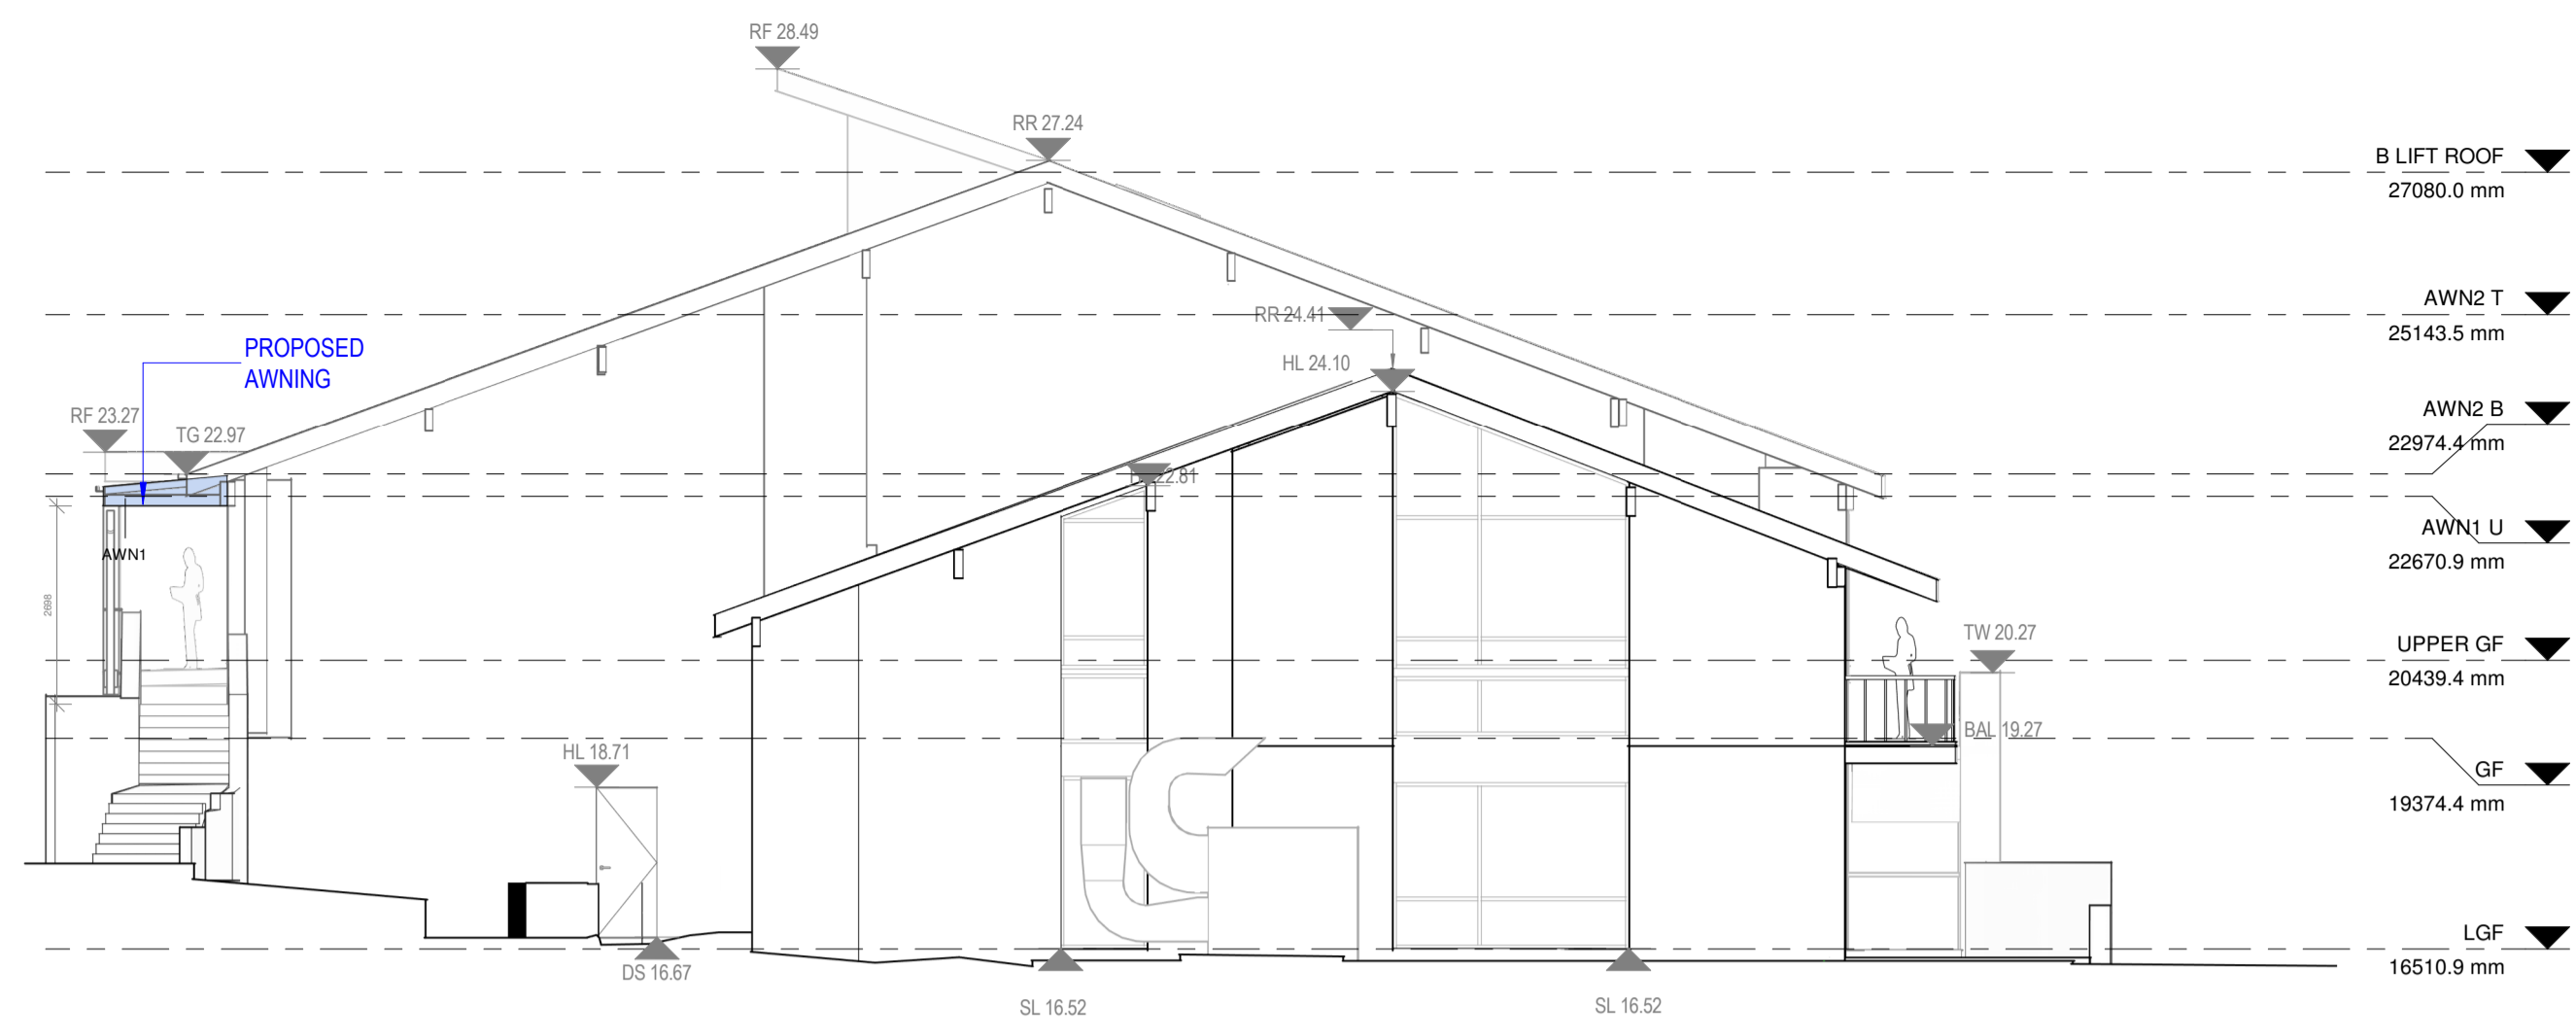 RF 28.49
RR 27.24
B LIFT ROOF
27080.0 mm
AWN2 T
25143.5 mm
RR 24.41
PROPOSED
AWNING
HL 24.10
RF 23.27
TG 22.97
AWN2 B
22974.4 mm
22.81
AWN1 U
22670.9 mm
AWN1
2698
TW 20.27
UPPER GF
20439.4 mm
BAL 19.27
HL 18.71
GF
19374.4 mm
LGF
16510.9 mm
DS 16.67
SL 16.52
SL 16.52